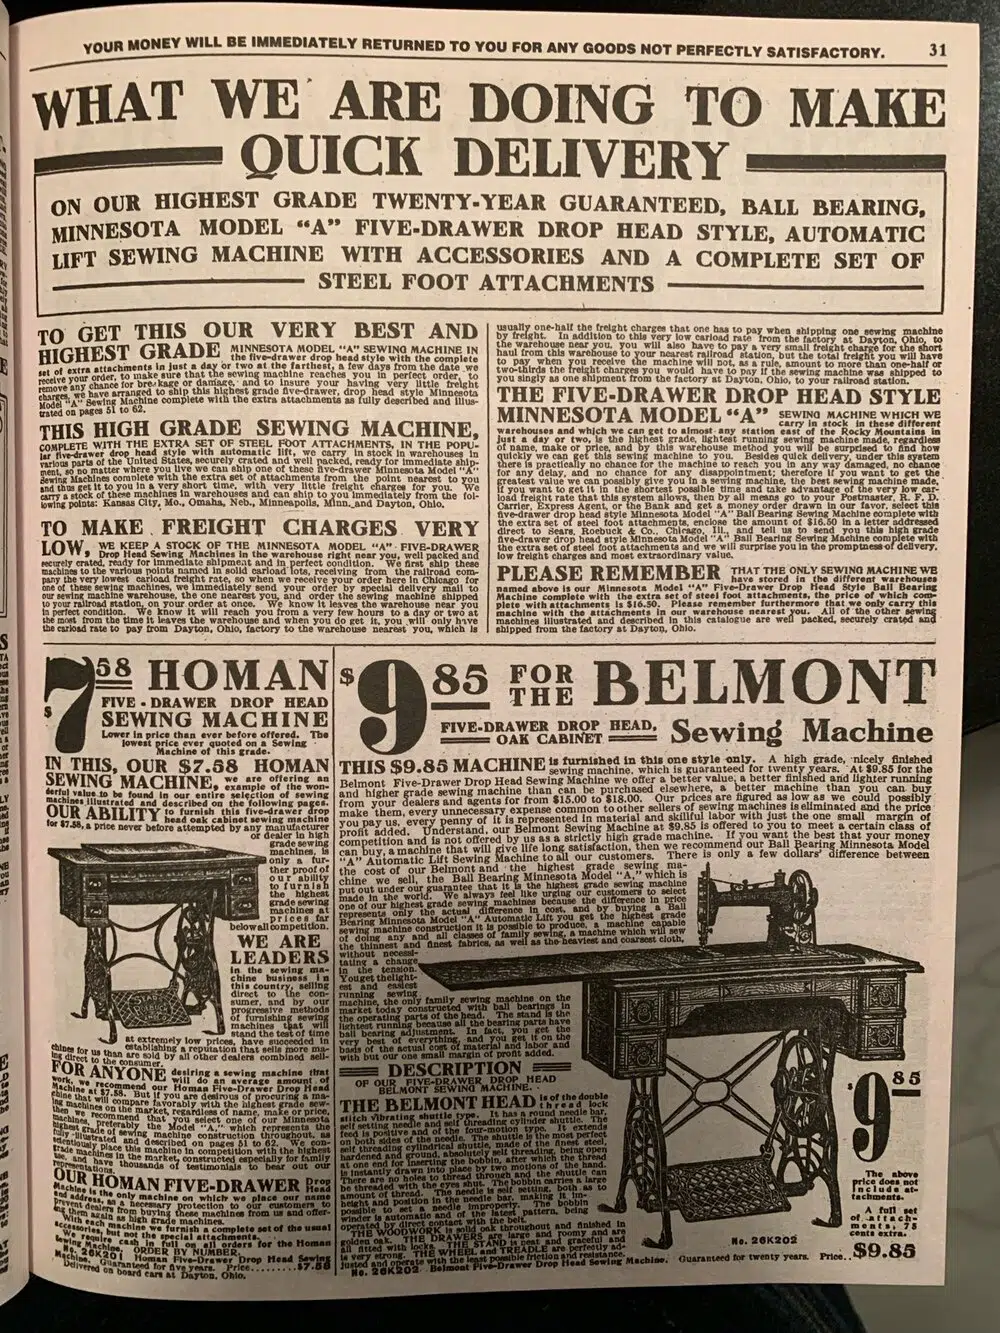 YOUR MONEY WILL BE IMMEDIATELY RETURNED TO YOU FOR ANY GOODS NOT PERFECTLY SATISFACTORY.
31
WHAT WE ARE DOING TO MAKE
QUICK DELIVERY
ON OUR HIGHEST GRADE TWENTY-YEAR GUARANTEED, BALL BEARING,
MINNESOTA MODEL "A" FIVE-DRAWER DROP HEAD STYLE, AUTOMATIC
LIFT SEWING MACHINE WITH ACCESSORIES AND A COMPLETE SET OF
STEEL FOOT ATTACHMENTS
TO GET THIS OUR VERY BEST AND
HIGHEST GRADE MINNESOTA MODEL "A" SEWING MACHINE IN
the five-drawer drop head style with the complete
set of extra attachments in just a day or two at the farthest, a few days from the date we
receive your order, to make sure that the sewing machine reaches you in perfect order, to
remove any chance for breakage or damage, and to insure your having very little freight
charges, we have arranged to ship this highest grade five-drawer, drop head style Minnesota
Model "A" Sewing Machine complete with the extra attachments as fully described and illus-
trated on pages 51 to 62.
THIS HIGH GRADE SEWING MACHINE,
COMPLETE WITH THE EXTRA SET OF STEEL FOOT ATTACHMENTS, IN THE POPU-
lar five-drawer drop head style with automatic lift, we carry in stock in warehouses in
various parts of the United States, securely crated and well packed, ready for immediate ship-
ment, so no matter where you live we can ship one of these five-drawer Minnesota Model "A"
Sewing Machines complete with the extra set of attachments from the point nearest to you
and thus get it to you in a very short time, with very little freight charges for you. We
carry a stock of these machines in warehouses and can ship to you immediately from the fol-
lowing points: Kansas City, Mo., Omaha, Neb., Minneapolis, Minn., and Dayton, Ohio.
TO MAKE FREIGHT CHARGES VERY
LOW, WE KEEP A STOCK OF THE MINNESOTA MODEL "A" FIVE-DRAWER
Drop Head Sewing Machines in the warehouse right near you, well packed and
securely crated, ready for immediate shipment and in perfect condition. We first ship these
machines to the various points named in solid carload lots, receiving from the railroad com-
pany the very lowest carload freight rate, so when we receive your order here in Chicago for
one of these sewing machines, we immediately send your order by special delivery mail to
our sewing machine warehouse, the one nearest you, and order the sewing machine shipped
to your railroad station, on your order at once. We know it leaves the warehouse near you
in perfect condition. We know it will reach you from a very few hours to a day or two at
the most from the time it leaves the warehouse and when you do get it, you will only have
the carload rate to pay from Dayton, Ohio, factory to the warehouse nearest you, which is
usually one-half the freight charges that one has to pay when shipping one sewing machine
by freight. In addition to this very low carload rate from the factory at Dayton, Ohio, to
the warehouse near you, you will also have to pay a very small freight charge for the short
haul from this warehouse to your nearest railroad station, but the total freight you will have
to pay when you receive the machine will not, as a rule, amount to more than one-half or
two-thirds the freight charges you would have to pay if the sewing machine was shipped to
you singly as one shipment from the factory at Dayton, Ohio, to your railroad station.
THE FIVE-DRAWER DROP HEAD STYLE
MINNESOTA MODEL "A" SEWING MACHINE WHICH WE
carry in stock in these different
warehouses and which we can get to almost any station east of the Rocky Mountains in
just a day or two, is the highest grade, lightest running sewing machine made, regardless
of name, make or price, and by this warehouse method you will be surprised to find how
quickly we can get this sewing machine to you. Besides quick delivery, under this system
there is practically no chance for the machine to reach you in any way damaged, no chance
for any delay, and no chance for any disappointment; therefore if you want to get the
greatest value we can possibly give you in a sewing machine, the best sewing machine made,
if you want to get it in the shortest possible time and take advantage of the very low car-
load freight rate that this system allows, then by all means go to your Postmaster, R. F. D.
Carrier, Express Agent, or the Bank and get a money order drawn in our favor, select this
five-drawer drop head style Minnesota Model "A" Ball Bearing Sewing Machine complete with
the extra set of steel foot attachments, enclose the amount of $16.50 in a letter addressed
direct to Sears, Roebuck & Co., Chicago, Ill., and tell us to send you this high grade
five-drawer drop head style Minnesota Model "A" Ball Bearing Sewing Machine complete with
the extra set of steel foot attachments and we will surprise you in the promptness of delivery,
low freight charges and most extraordinary value.
PLEASE REMEMBER THAT THE ONLY SEWING MACHINE WE
have stored in the different warehouses
named above is our Minnesota Model "A" Five-Drawer Drop Head Style Ball Bearing
Machine complete with the extra set of steel foot attachments, the price of which com-
plete with attachments is $16.50. Please remember furthermore that we only carry this
machine with attachments in our warehouse nearest you. All of the other sewing
machines illustrated and described in this catalogue are well packed, securely crated and
shipped from the factory at Dayton, Ohio.
$7 58 HOMAN
FIVE-DRAWER DROP HEAD
SEWING MACHINE
Lower in price than ever before offered. The
lowest price ever quoted on a Sewing
Machine of this grade.
IN THIS, OUR $7.58 HOMAN
SEWING MACHINE, we are offering an
example of the won-
derful value to be found in our entire selection of sewing
machines illustrated and described on the following pages.
OUR ABILITY to furnish this five-drawer drop
head oak cabinet sewing machine
for $7.58, a price never before attempted by any manufacturer
or dealer in high
grade sewing
machines, is
only a fur-
ther proof of
our ability
to furnish
the highest
grade sewing
machines at
prices far
below all competition.
WE ARE
LEADERS
in the sewing ma-
chine business in
this country, selling
direct to the con-
sumer, and by our
progressive methods
of furnishing sewing
machines that will
stand the test of time
at extremely low prices, have succeeded in
establishing a reputation that sells more ma-
chines for us than are sold by all other dealers combined sell-
ing direct to the consumer.
FOR ANYONE desiring a sewing machine that
will do an average amount of
work, we recommend our Homan Five-Drawer Drop Head
Machine at $7.58. But if you are desirous of procuring a ma-
chine that will compare favorably with the highest grade sew-
ing machines on the market, regardless of name, make or price,
then we recommend that you select one of our Minnesota
machines, preferably the Model "A," which represents the
highest grade of sewing machine construction throughout, as
fully illustrated and described on pages 51 to 62. We con-
scientiously place this machine in competition with the highest
grade machines in the market, constructed especially for family
use, and have thousands of testimonials to bear out our
representations.
OUR HOMAN FIVE-DRAWER Drop
Head
Machine is the only machine on which we place our name
and address, as a necessary protection to our customers to
prevent dealers from buying these machines from us and offer-
ing them again as high grade machines.
With each machine we furnish a complete set of the usual
accessories, but not the special attachments.
We require cash in full on all orders for the Homan
Sewing Machine. ORDER BY NUMBER.
No. 26K201 Homan Five-Drawer Drop Head Sewing
Machine. Guaranteed for five years. Price........$7.58
Delivered on board cars at Dayton, Ohio.
$9 85 FOR THE BELMONT
FIVE-DRAWER DROP HEAD,
OAK CABINET
Sewing Machine
THIS $9.85 MACHINE is furnished in this one style only. A high grade, nicely finished
sewing machine, which is guaranteed for twenty years. At $9.85 for the
Belmont Five-Drawer Drop Head Sewing Machine we offer a better value, a better finished and lighter running
and higher grade sewing machine than can be purchased elsewhere, a better machine than you can buy
from your dealers and agents for from $15.00 to $18.00. Our prices are figured as low as we could possibly
make them, every unnecessary expense common to other sellers of sewing machines is eliminated and the price
you pay us, every penny of it is represented in material and skillful labor with just the one small margin of
profit added. Understand, our Belmont Sewing Machine at $9.85 is offered to you to meet a certain class of
competition and is not offered by us as a strictly high grade machine. If you want the best that your money
can buy, a machine that will give life long satisfaction, then we recommend our Ball Bearing Minnesota Model
"A" Automatic Lift Sewing Machine to all our customers. There is only a few dollars' difference between
the cost of our Belmont and the highest grade sewing ma-
chine we sell, the Ball Bearing Minnesota Model "A," which is
put out under our guarantee that it is the highest grade sewing machine
made in the world. We always feel like urging our customers to select
one of our highest grade sewing machines because the difference in price
represents only the actual difference in cost, and by buying a Ball
Bearing Minnesota Model "A" Automatic Lift you get the highest grade
sewing machine construction it is possible to produce, a machine capable
of doing any and all classes of family sewing, a machine which will sew
the thinnest and finest fabrics, as well as the heaviest and coarsest cloth,
without necessi-
tating a change
in the tension.
You get the light-
est and easiest
running sewing
machine, the only family sewing machine on the
market today constructed with ball bearings in
the operating parts of the head. The stand is the
lightest running because all the bearing parts have
ball bearing adjustment. In fact, you get the
very best of everything, and you get it on the
basis of the actual cost of material and labor and
with but our one small margin of profit added.
DESCRIPTION
OF OUR FIVE-DRAWER DROP HEAD
BELMONT SEWING MACHINE.
THE BELMONT HEAD is of the double
thread lock
stitch vibrating shuttle type. It has a round needle bar,
self setting needle and self threading cylinder shuttle. The
feed is positive and of the four-motion type. It extends
on both sides of the needle. The shuttle is the most perfect
self threading cylindrical shuttle, made of the finest steel,
hardened and ground, absolutely self threading, being open
at one end for inserting the bobbin, after which the thread
is instantly drawn into place by two motions of the hand.
There are no holes to thread through and the shuttle can
be threaded with the eyes shut. The bobbin carries a large
amount of thread. The needle is self setting, both as to
height and position in the needle bar, making it im-
possible to set a needle improperly. The bobbin
winder is automatic and of the latest pattern, being
operated by direct contact with the belt.
THE WOODWORK is solid oak throughout and finished in
golden oak. THE DRAWERS are large and roomy and are
all fitted with locks. THE STAND is neat and graceful and
very strong. THE WHEEL and TREADLE are perfectly ad-
justed and operate with the least possible friction and resistance.
No. 26K202 Belmont Five-Drawer Drop Head Sewing Machine. Guaranteed for twenty years. Price..$9.85
$9 85
The above
price does not
include at-
tachments.
A full set
of attach-
ments, 75
cents extra.
No. 26K202